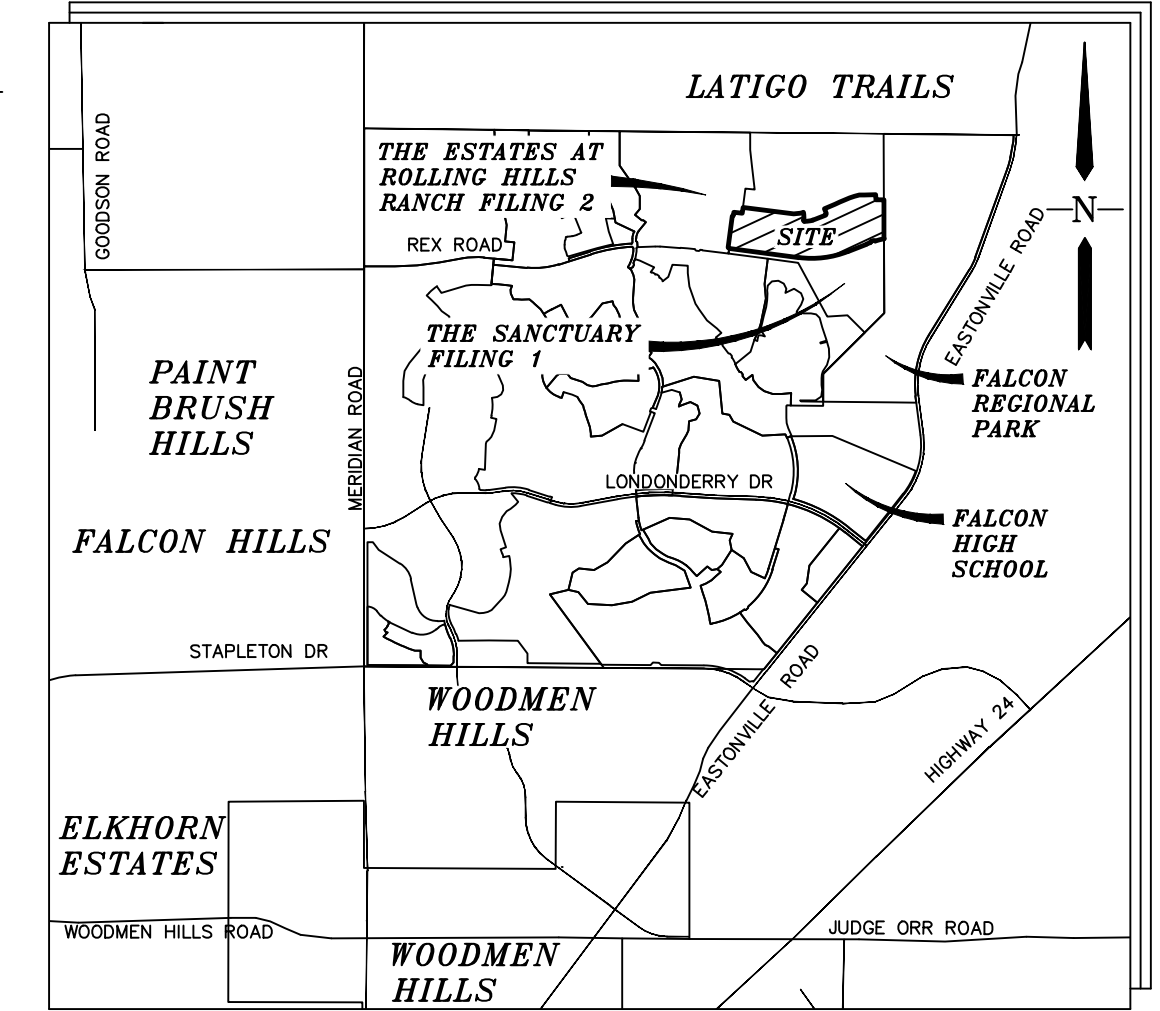 LATIGO TRAILS
GOODSON ROAD
THE ESTATES AT
ROLLING HILLS
RANCH FILING 2
N
REX ROAD
SITE
EASTONVILLE ROAD
THE SANCTUARY
FILING 1
PAINT
BRUSH
HILLS
MERIDIAN ROAD
FALCON
REGIONAL
PARK
LONDONDERRY DR
FALCON HILLS
FALCON
HIGH
SCHOOL
STAPLETON DR
WOODMEN
HILLS
EASTONVILLE ROAD
HIGHWAY 24
ELKHORN
ESTATES
WOODMEN HILLS ROAD
JUDGE ORR ROAD
WOODMEN
HILLS